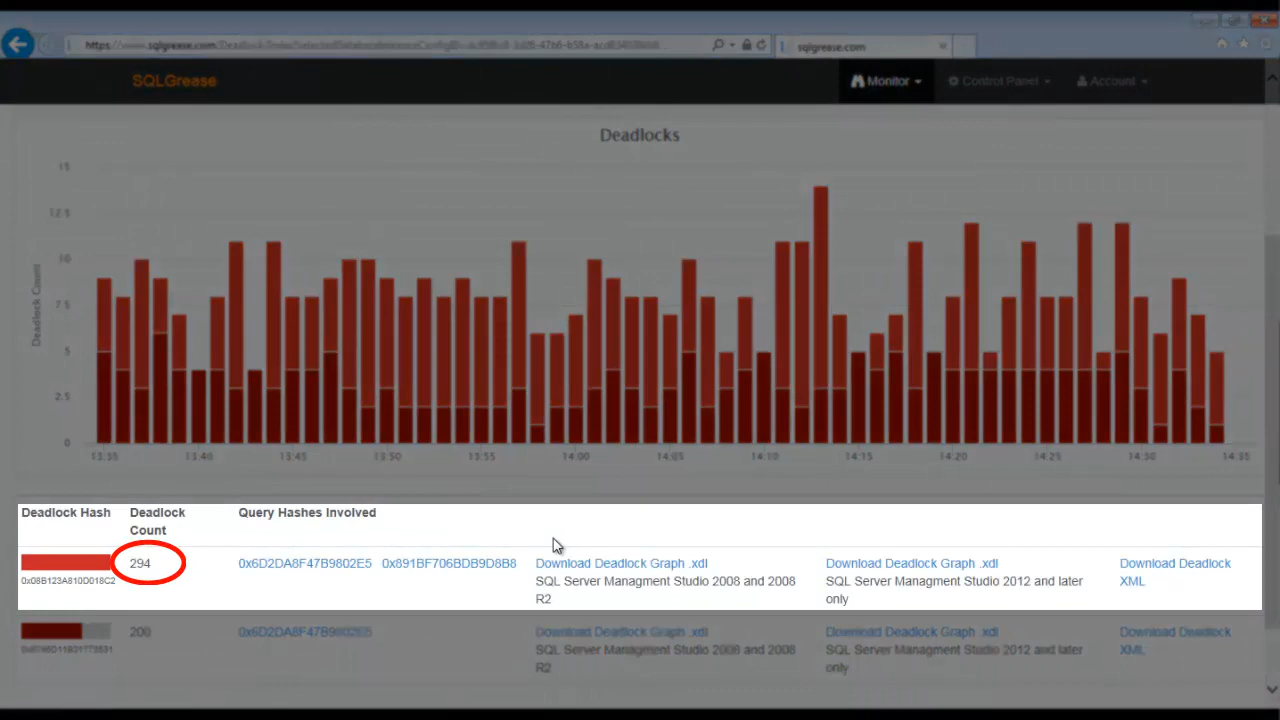 sqlgrease.com
SQLGrease
Monitor Control Panel Account
Deadlocks
Deadlock Count
15
12.5
10
7.5
5
2.5
0
13:35 13:40 13:45 13:50 13:55 14:00 14:05 14:10 14:15 14:20 14:25 14:30 14:35
Deadlock Hash Deadlock Count Query Hashes Involved
294 0x6D2DA8F47B9802E5 0x891BF706BDB9D8B8 Download Deadlock Graph .xdl Download Deadlock Graph .xdl Download Deadlock
0x08B123A810D018C2 SQL Server Managment Studio 2008 and 2008 SQL Server Managment Studio 2012 and later XML
R2 only
200 0x6D2DA8F47B9802E5 Download Deadlock Graph .xdl Download Deadlock Graph .xdl Download Deadlock
SQL Server Managment Studio 2008 and 2008 SQL Server Managment Studio 2012 and later XML
R2 only